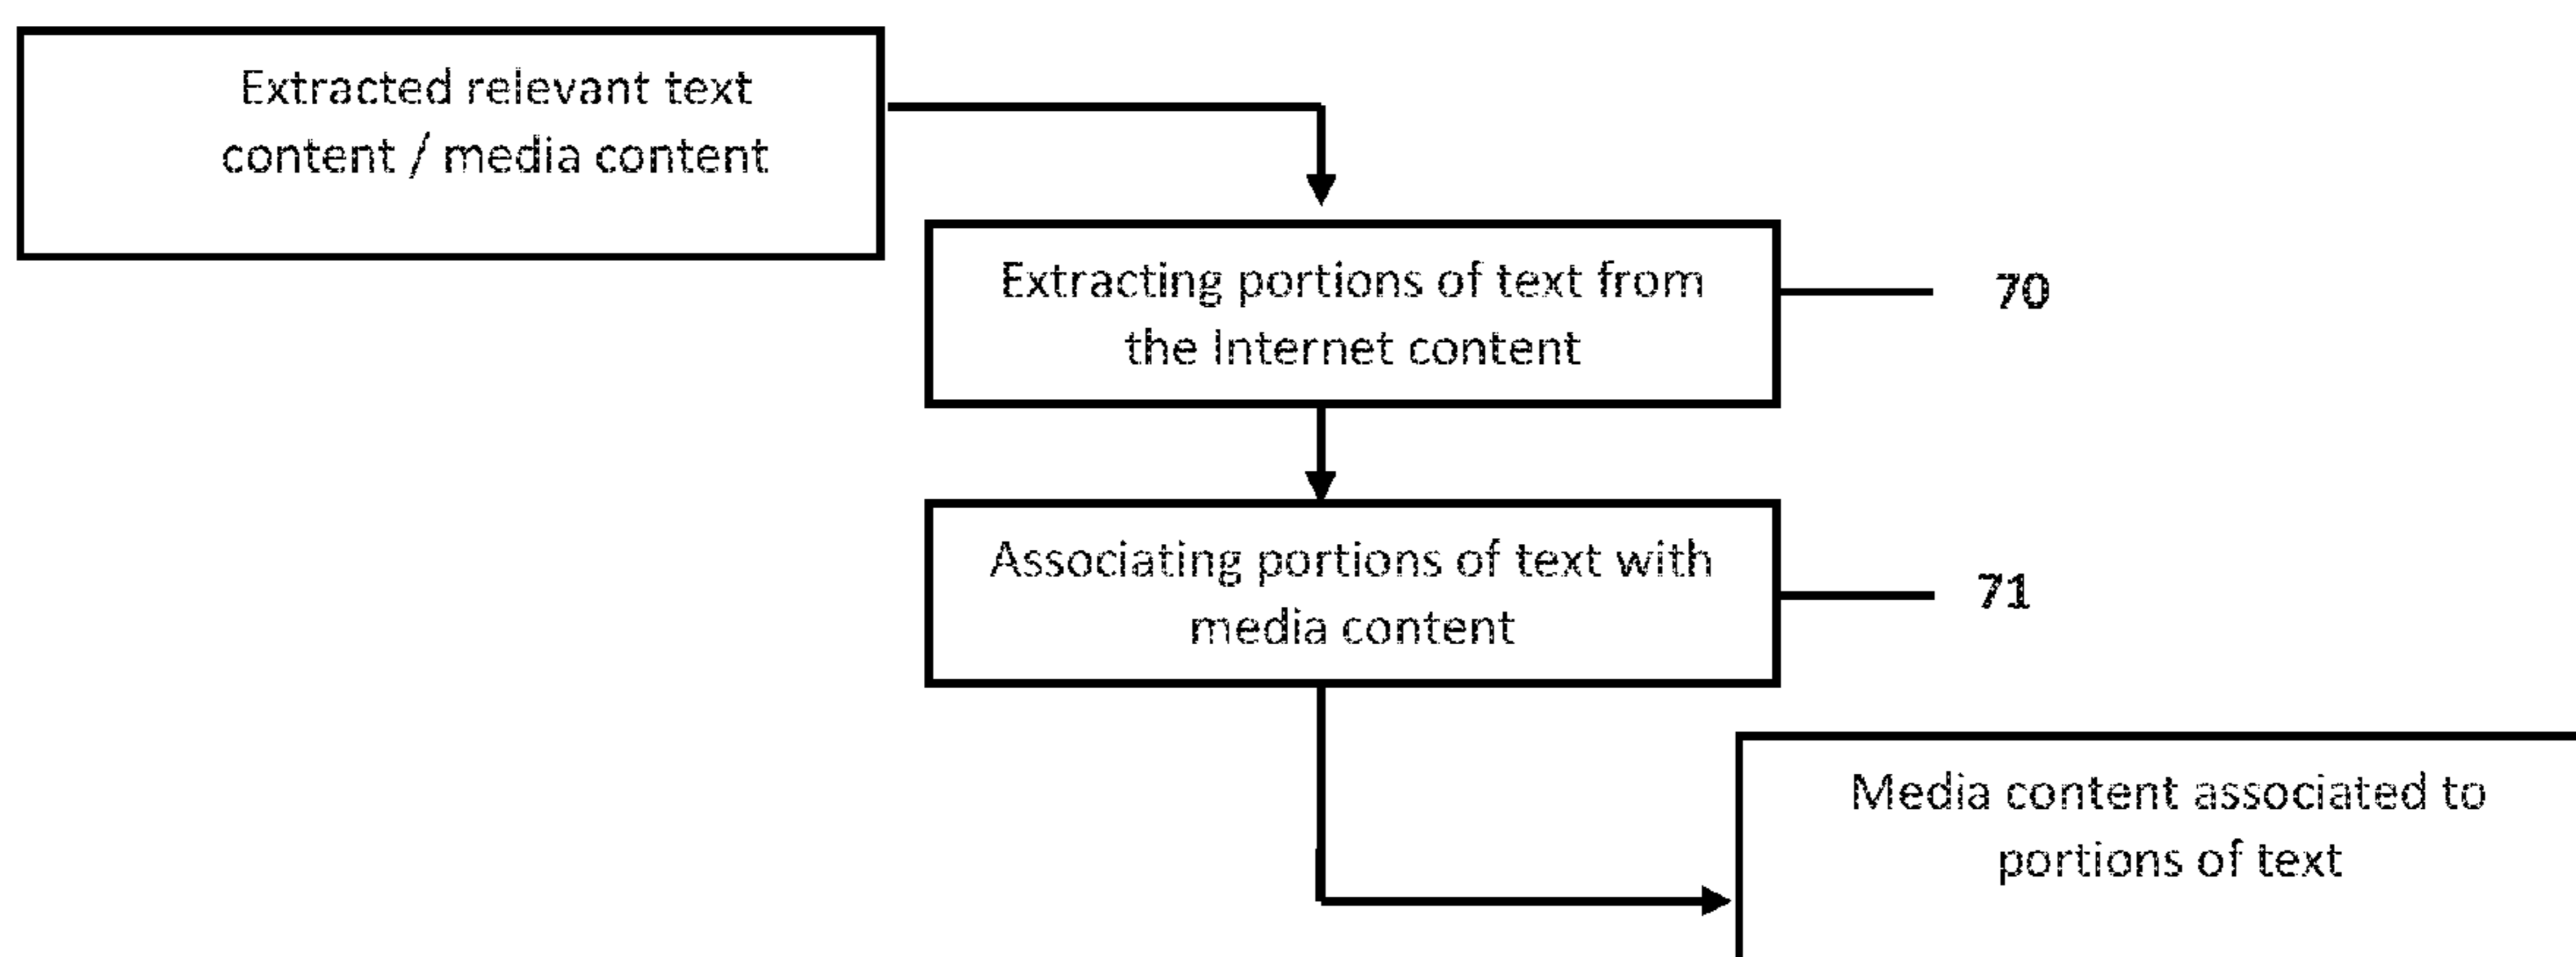 Extracted relevant text
content / media content
Extracting portions of text from
the Internet content
70
Associating portions of text with
media content
71
Media content associated to
portions of text